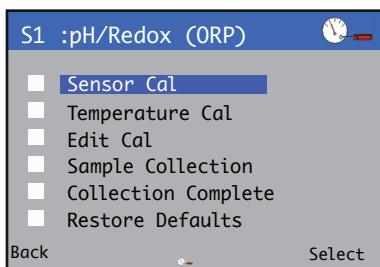 S1 :pH/Redox (ORP)
Sensor Cal
Temperature Cal
Edit Cal
Sample Collection
Collection Complete
Restore Defaults
Back Select